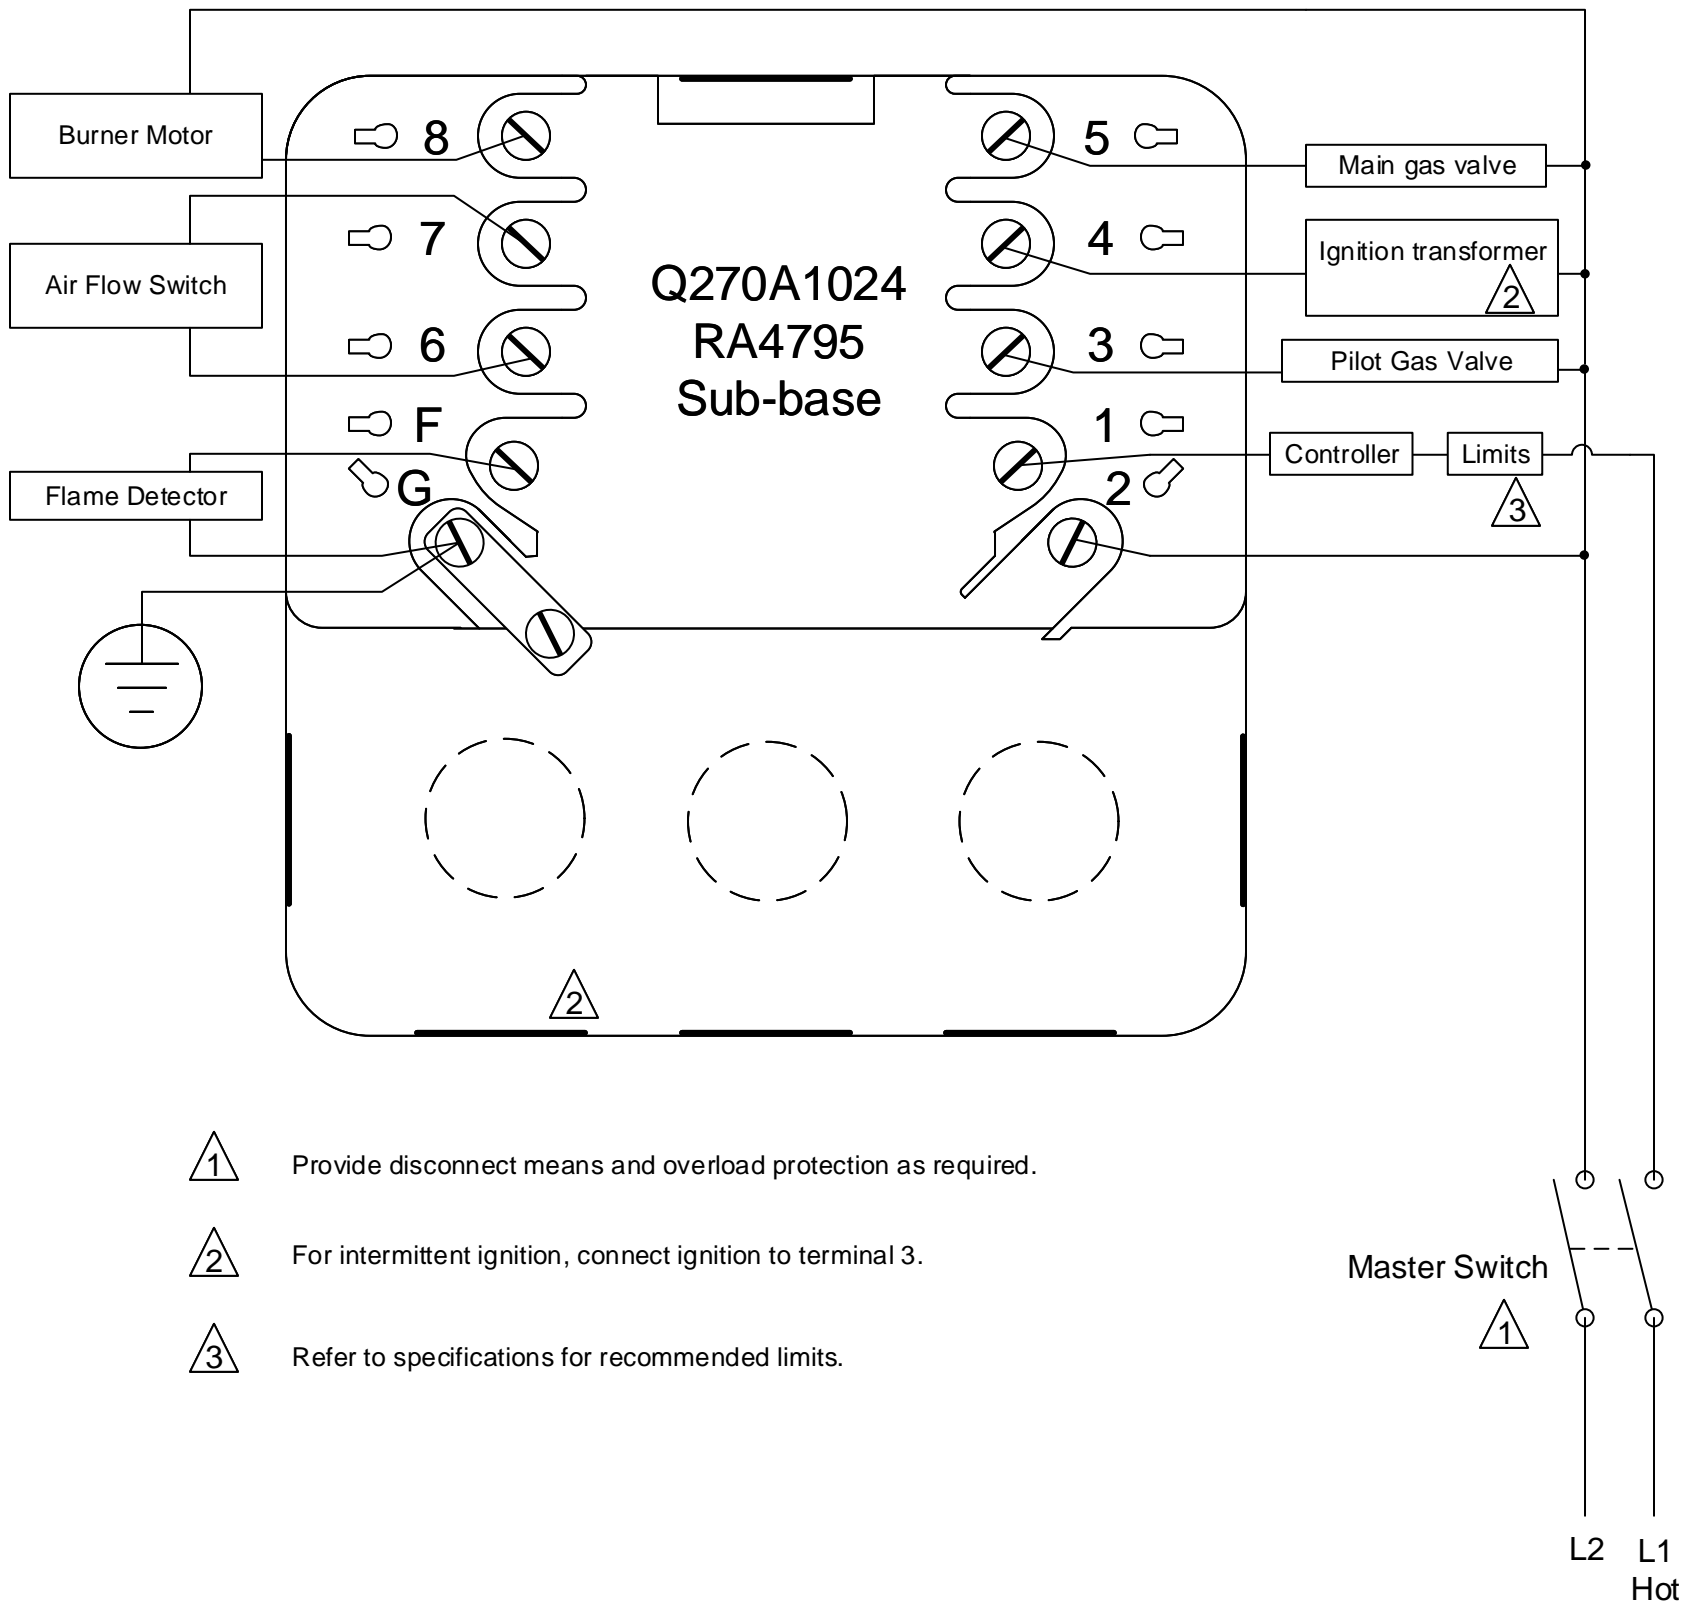 Burner Motor
8
5
Main gas valve
7
4
Air Flow Switch
Q270A1024
RA4795
Sub-base
Ignition transformer
2
6
3
Pilot Gas Valve
F
1
Controller
Limits
3
Flame Detector
G
2
2
1 Provide disconnect means and overload protection as required.
2 For intermittent ignition, connect ignition to terminal 3.
3 Refer to specifications for recommended limits.
Master Switch
1
L2
L1
Hot